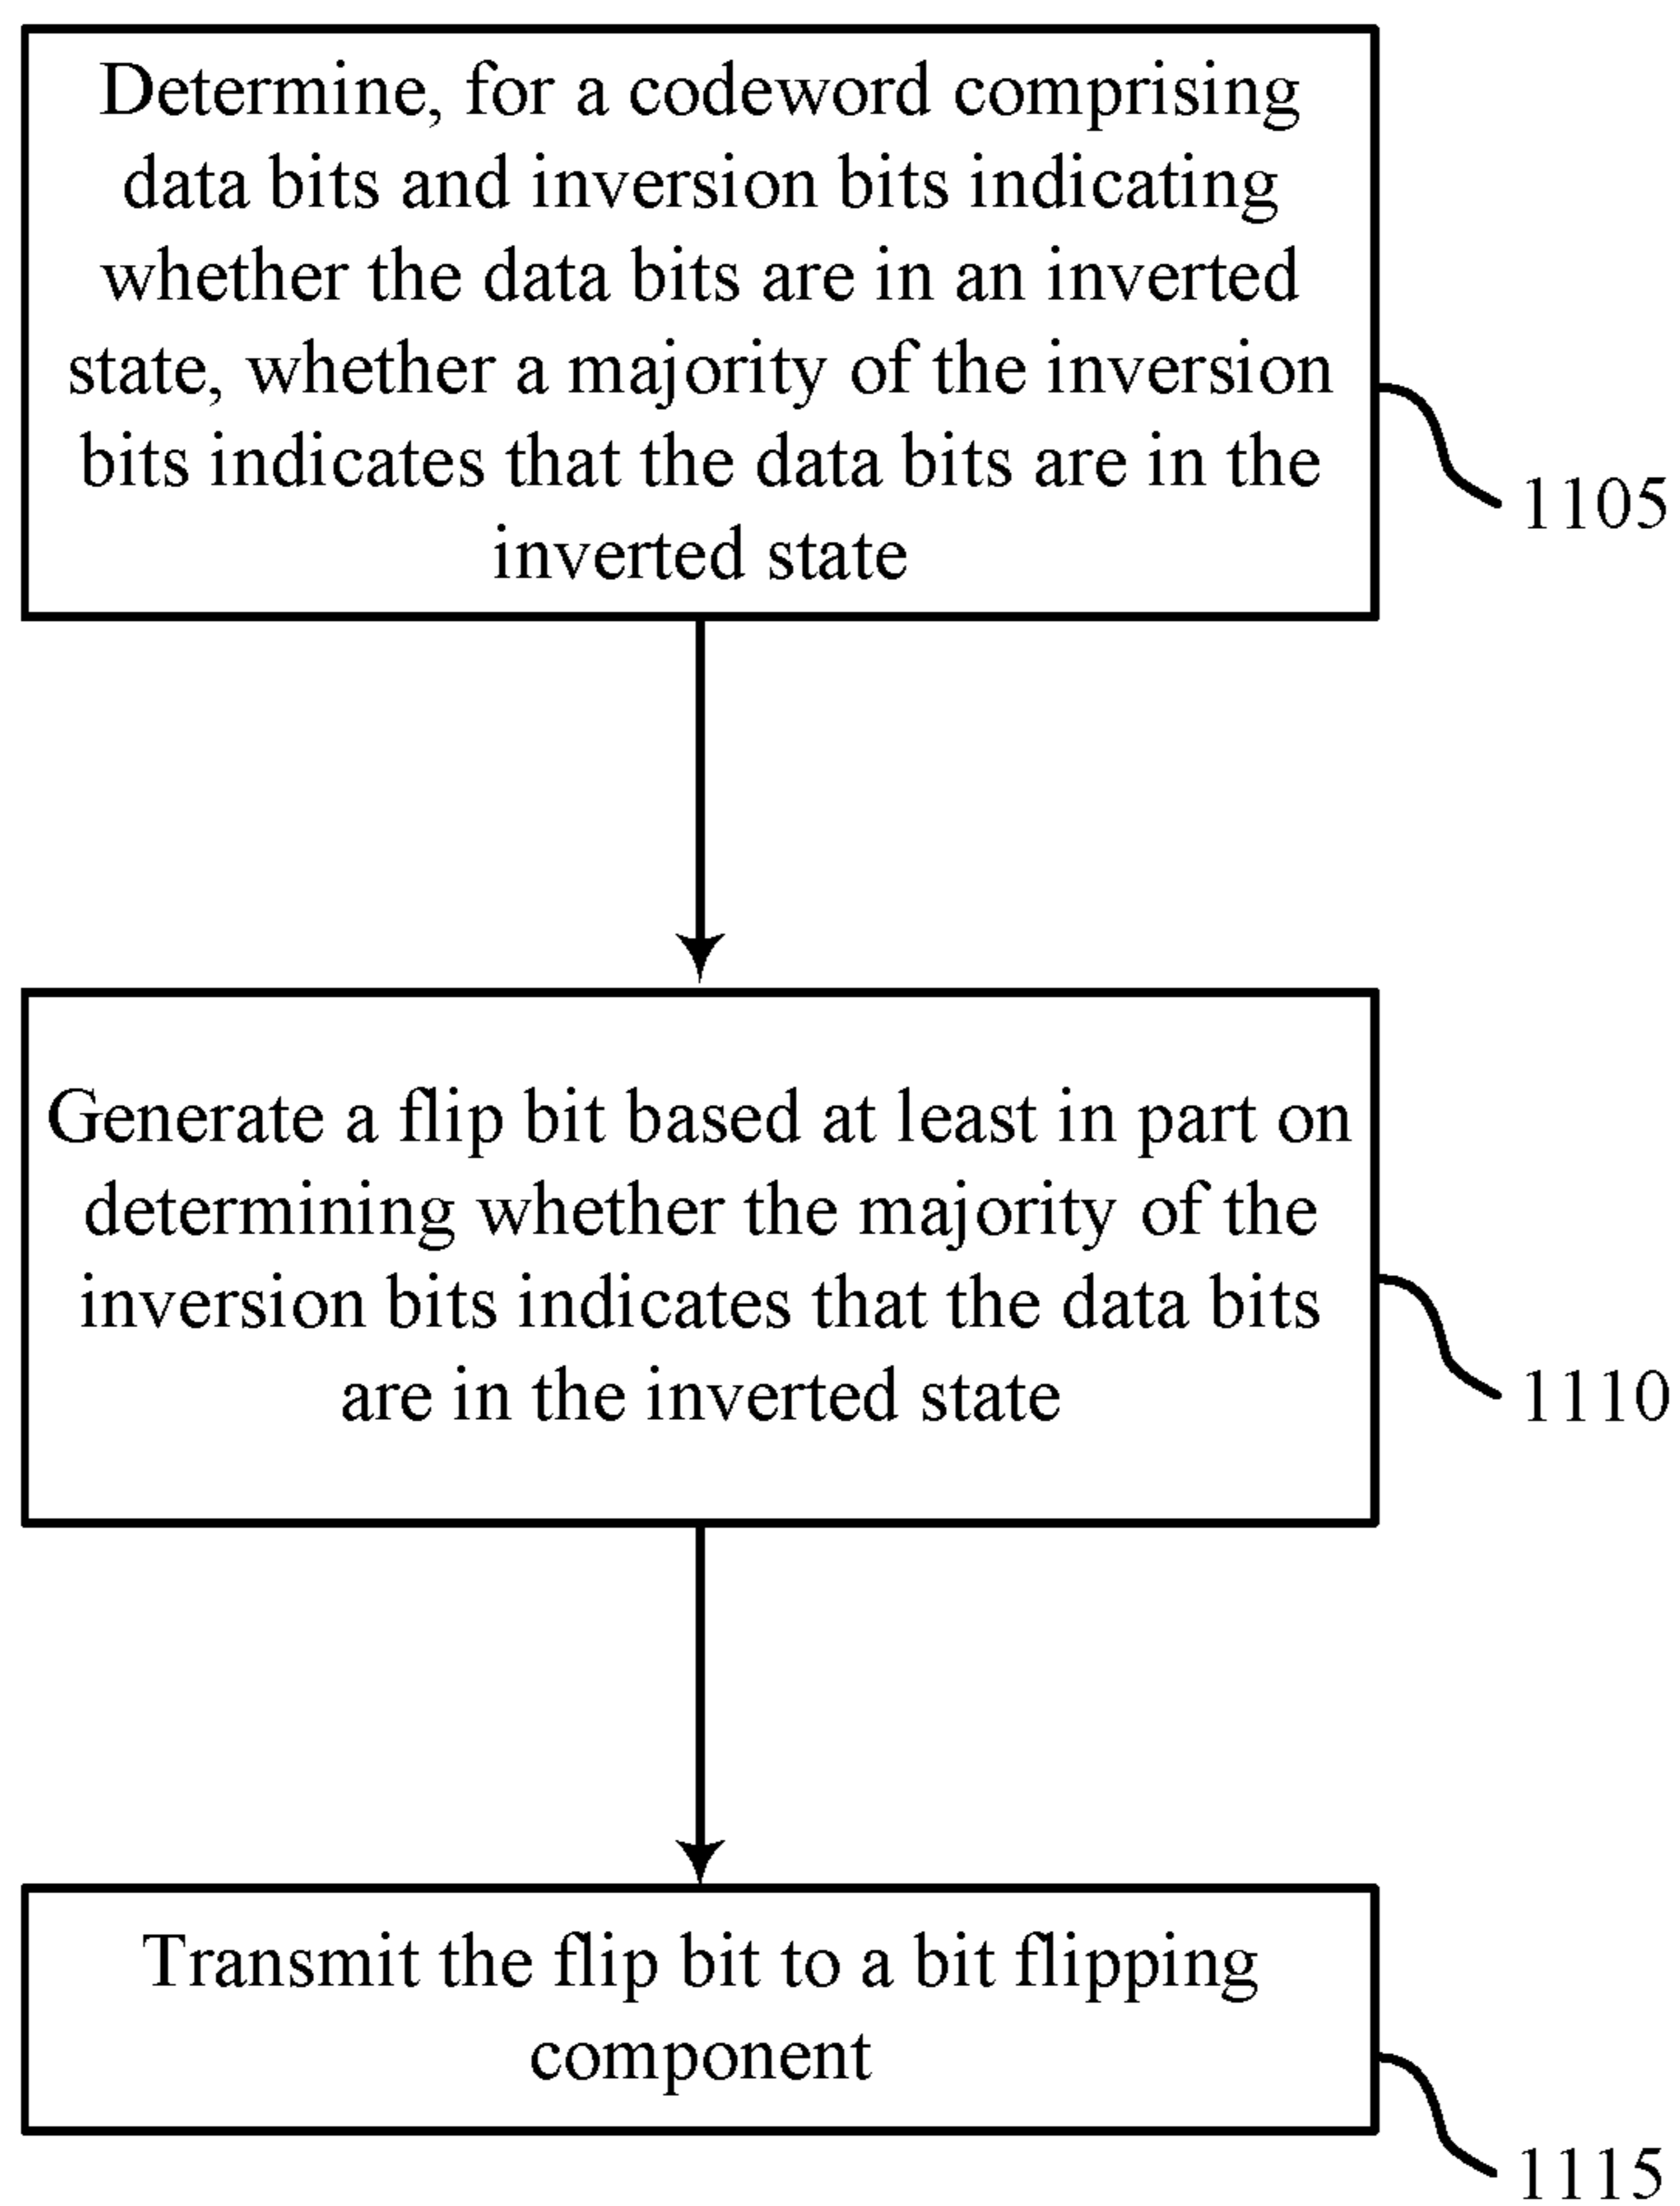 Determine, for a codeword comprising
data bits and inversion bits indicating
whether the data bits are in an inverted
state, whether a majority of the inversion
bits indicates that the data bits are in the
inverted state
1105
Generate a flip bit based at least in part on
determining whether the majority of the
inversion bits indicates that the data bits
are in the inverted state
1110
Transmit the flip bit to a bit flipping
component
1115